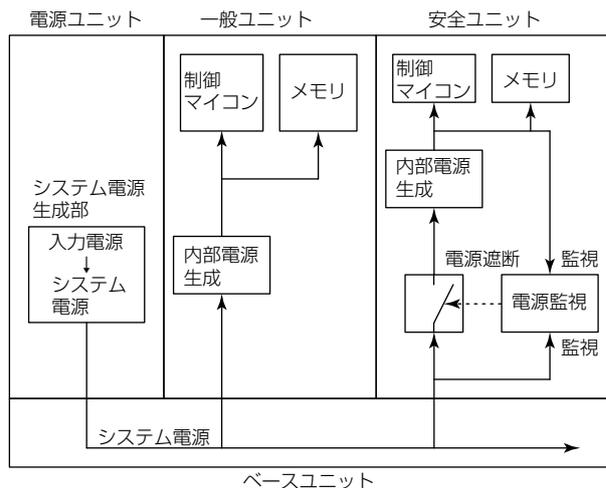 電源ユニット
一般ユニット
安全ユニット
制御
マイコン
メモリ
制御
マイコン
メモリ
内部電源
生成
システム電源
生成部
入力電源
システム
電源
内部電源
生成
電源遮断
監視
電源監視
監視
システム電源
ベースユニット